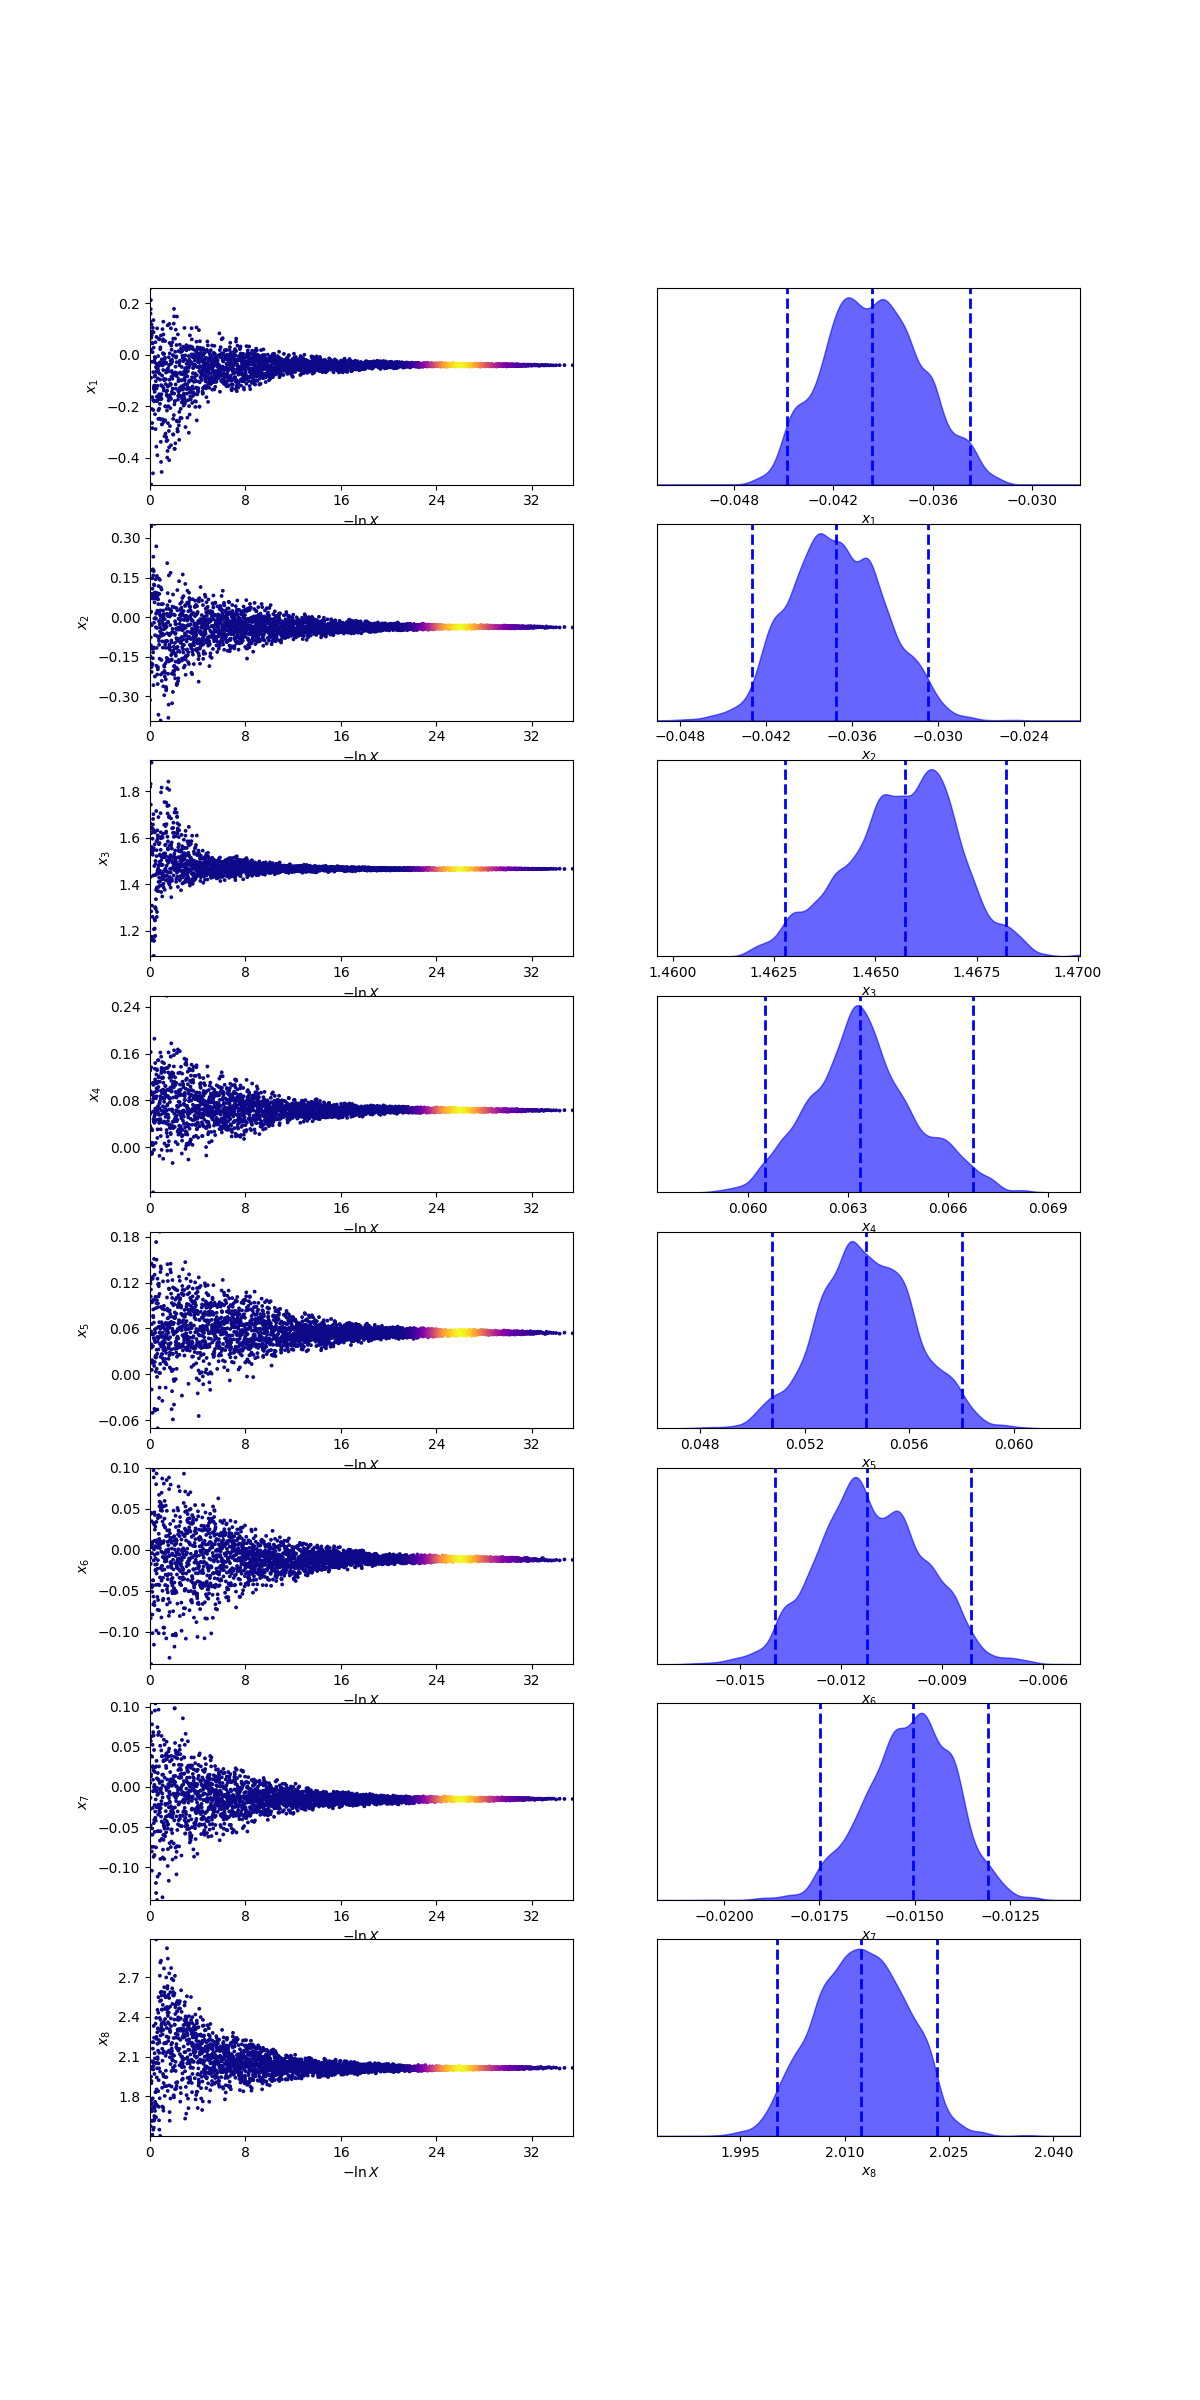 0.2
0.0
−0.2
−0.4
x₁
0 8 16 24 32
−ln X
−0.048 −0.042 −0.036 −0.030
x₁
0.30
0.15
0.00
−0.15
−0.30
x₂
0 8 16 24 32
−ln X
−0.048 −0.042 −0.036 −0.030 −0.024
x₂
1.8
1.6
1.4
1.2
x₃
0 8 16 24 32
−ln X
1.4600 1.4625 1.4650 1.4675 1.4700
x₃
0.24
0.16
0.08
0.00
x₄
0 8 16 24 32
−ln X
0.060 0.063 0.066 0.069
x₄
0.18
0.12
0.06
0.00
−0.06
x₅
0 8 16 24 32
−ln X
0.048 0.052 0.056 0.060
x₅
0.10
0.05
0.00
−0.05
−0.10
x₆
0 8 16 24 32
−ln X
−0.015 −0.012 −0.009 −0.006
x₆
0.10
0.05
0.00
−0.05
−0.10
x₇
0 8 16 24 32
−ln X
−0.0200 −0.0175 −0.0150 −0.0125
x₇
2.7
2.4
2.1
1.8
x₈
0 8 16 24 32
−ln X
1.995 2.010 2.025 2.040
x₈